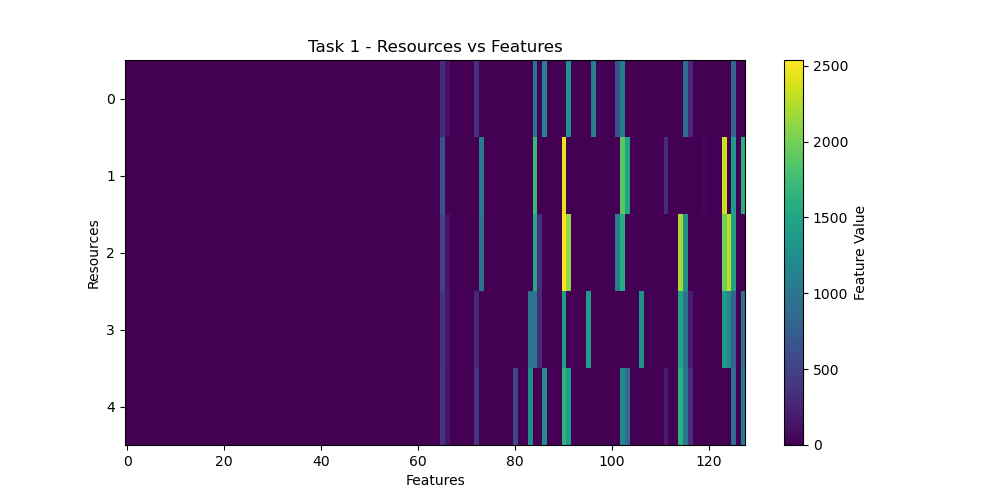 Task 1 - Resources vs Features
Resources
0
1
2
3
4
0 20 40 60 80 100 120
Features
2500
2000
1500
1000
500
0
Feature Value